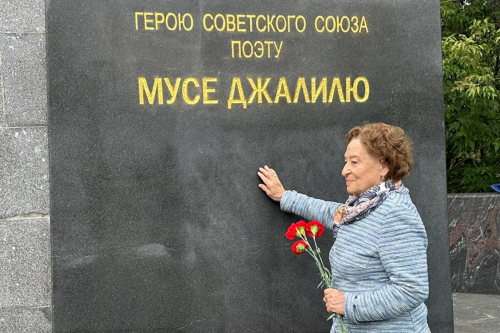 ГЕРОЮ СОВЕТСКОГО СОЮЗА
ПОЭТУ
МУСЕ ДЖАЛИЛЮ